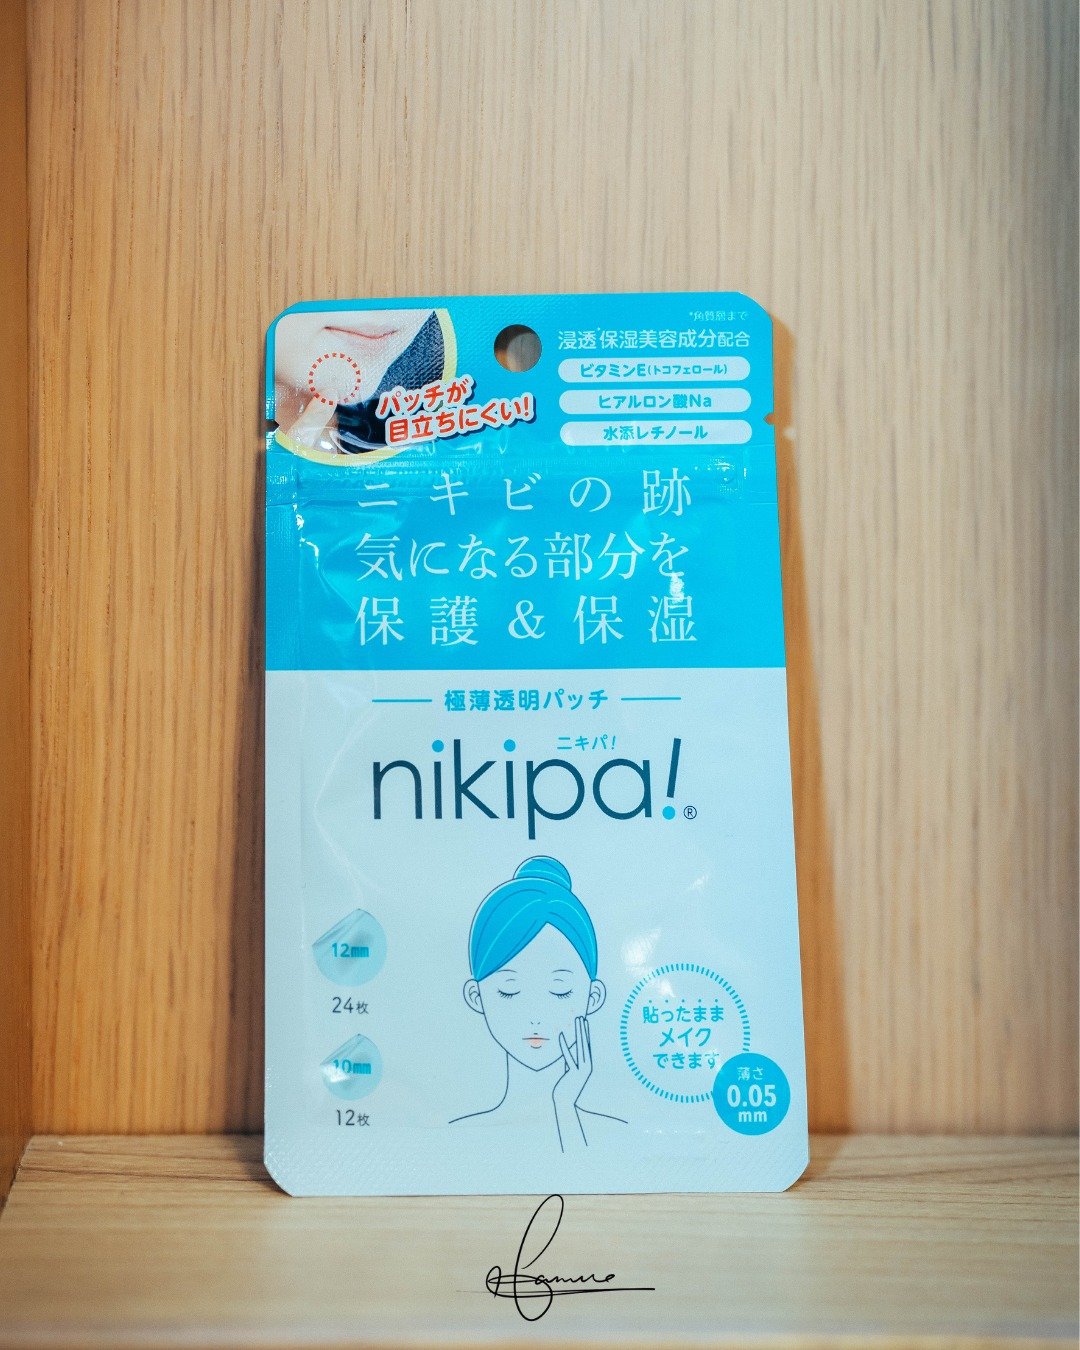 *角質層まで
浸透*保湿美容成分配合
ビタミンE(トコフェロール)
ヒアルロン酸Na
水添レチノール
パッチが
目立ちにくい!
ニキビの跡
気になる部分を
保護&保湿
極薄透明パッチ
ニキパ!
nikipa!®
12mm
24枚
10mm
12枚
貼ったまま
メイク
できます
薄さ
0.05
mm